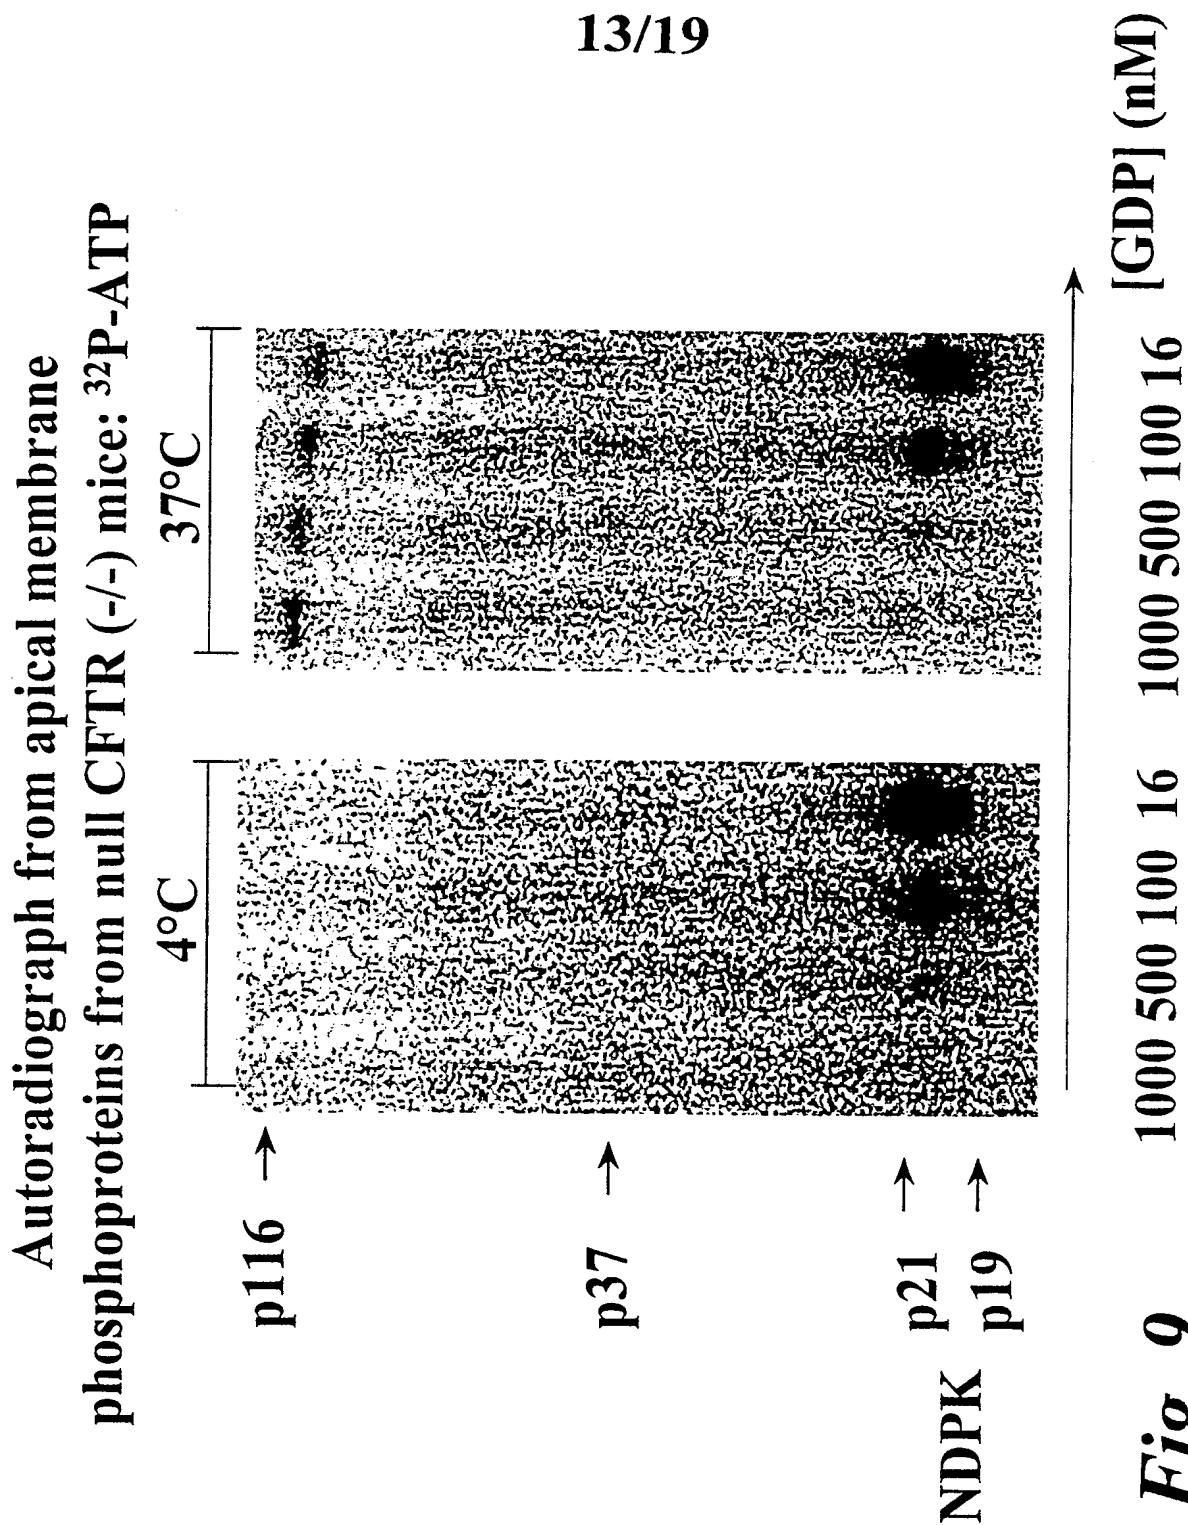 13/19
Autoradiograph from apical membrane
phosphoproteins from null CFTR (-/-) mice: ³²P-ATP
4°C 37°C
p116
p37
NDPK p21
p19
1000 500 100 16 1000 500 100 16 [GDP] (nM)
Fig 9